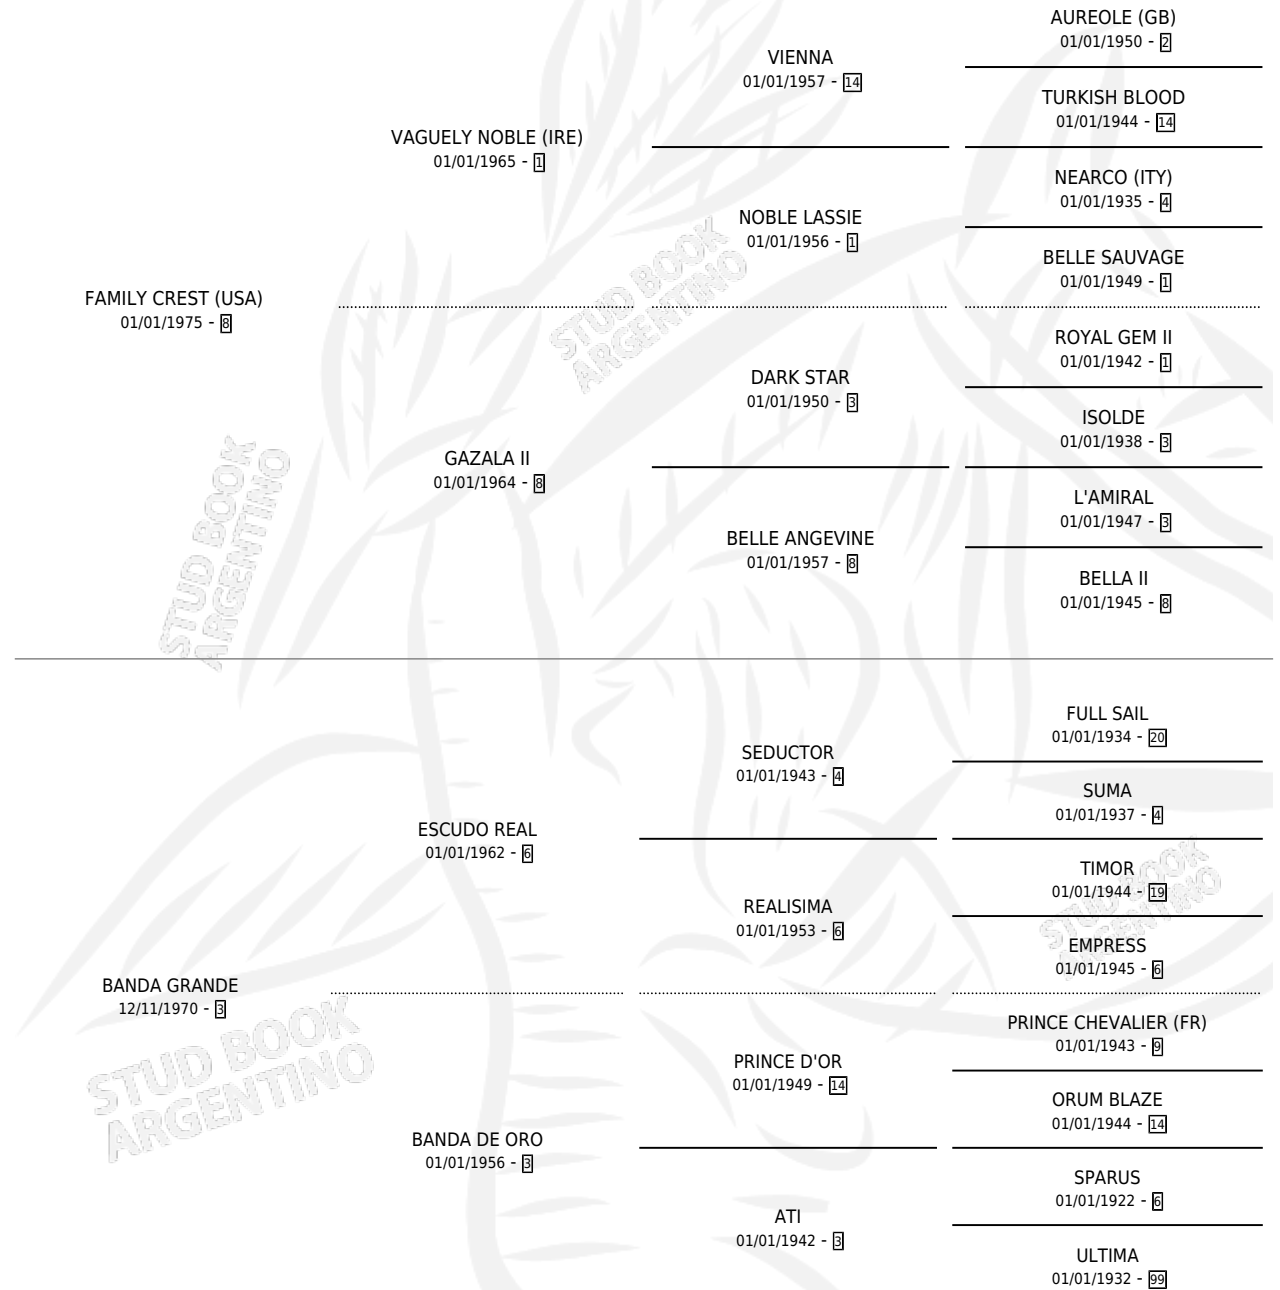 FAMILY CREST (USA)
01/01/1975 - 8
VAGUELY NOBLE (IRE)
01/01/1965 - 1
GAZALA II
01/01/1964 - 8
VIENNA
01/01/1957 - 14
NOBLE LASSIE
01/01/1956 - 1
DARK STAR
01/01/1950 - 3
BELLE ANGEVINE
01/01/1957 - 8
AUREOLE (GB)
01/01/1950 - 2
TURKISH BLOOD
01/01/1944 - 14
NEARCO (ITY)
01/01/1935 - 4
BELLE SAUVAGE
01/01/1949 - 1
ROYAL GEM II
01/01/1942 - 1
ISOLDE
01/01/1938 - 3
L'AMIRAL
01/01/1947 - 3
BELLA II
01/01/1945 - 8
STUD BOOK
ARGENTINO
STUD BOOK
ARGENTINO
BANDA GRANDE
12/11/1970 - 3
ESCUDO REAL
01/01/1962 - 6
BANDA DE ORO
01/01/1956 - 3
SEDUCTOR
01/01/1943 - 4
REALISIMA
01/01/1953 - 6
PRINCE D'OR
01/01/1949 - 14
ATI
01/01/1942 - 3
FULL SAIL
01/01/1934 - 20
SUMA
01/01/1937 - 4
TIMOR
01/01/1944 - 19
EMPRESS
01/01/1945 - 6
PRINCE CHEVALIER (FR)
01/01/1943 - 9
ORUM BLAZE
01/01/1944 - 14
SPARUS
01/01/1922 - 6
ULTIMA
01/01/1932 - 99
STUD BOOK
ARGENTINO
STUD BOOK
ARGENTINO